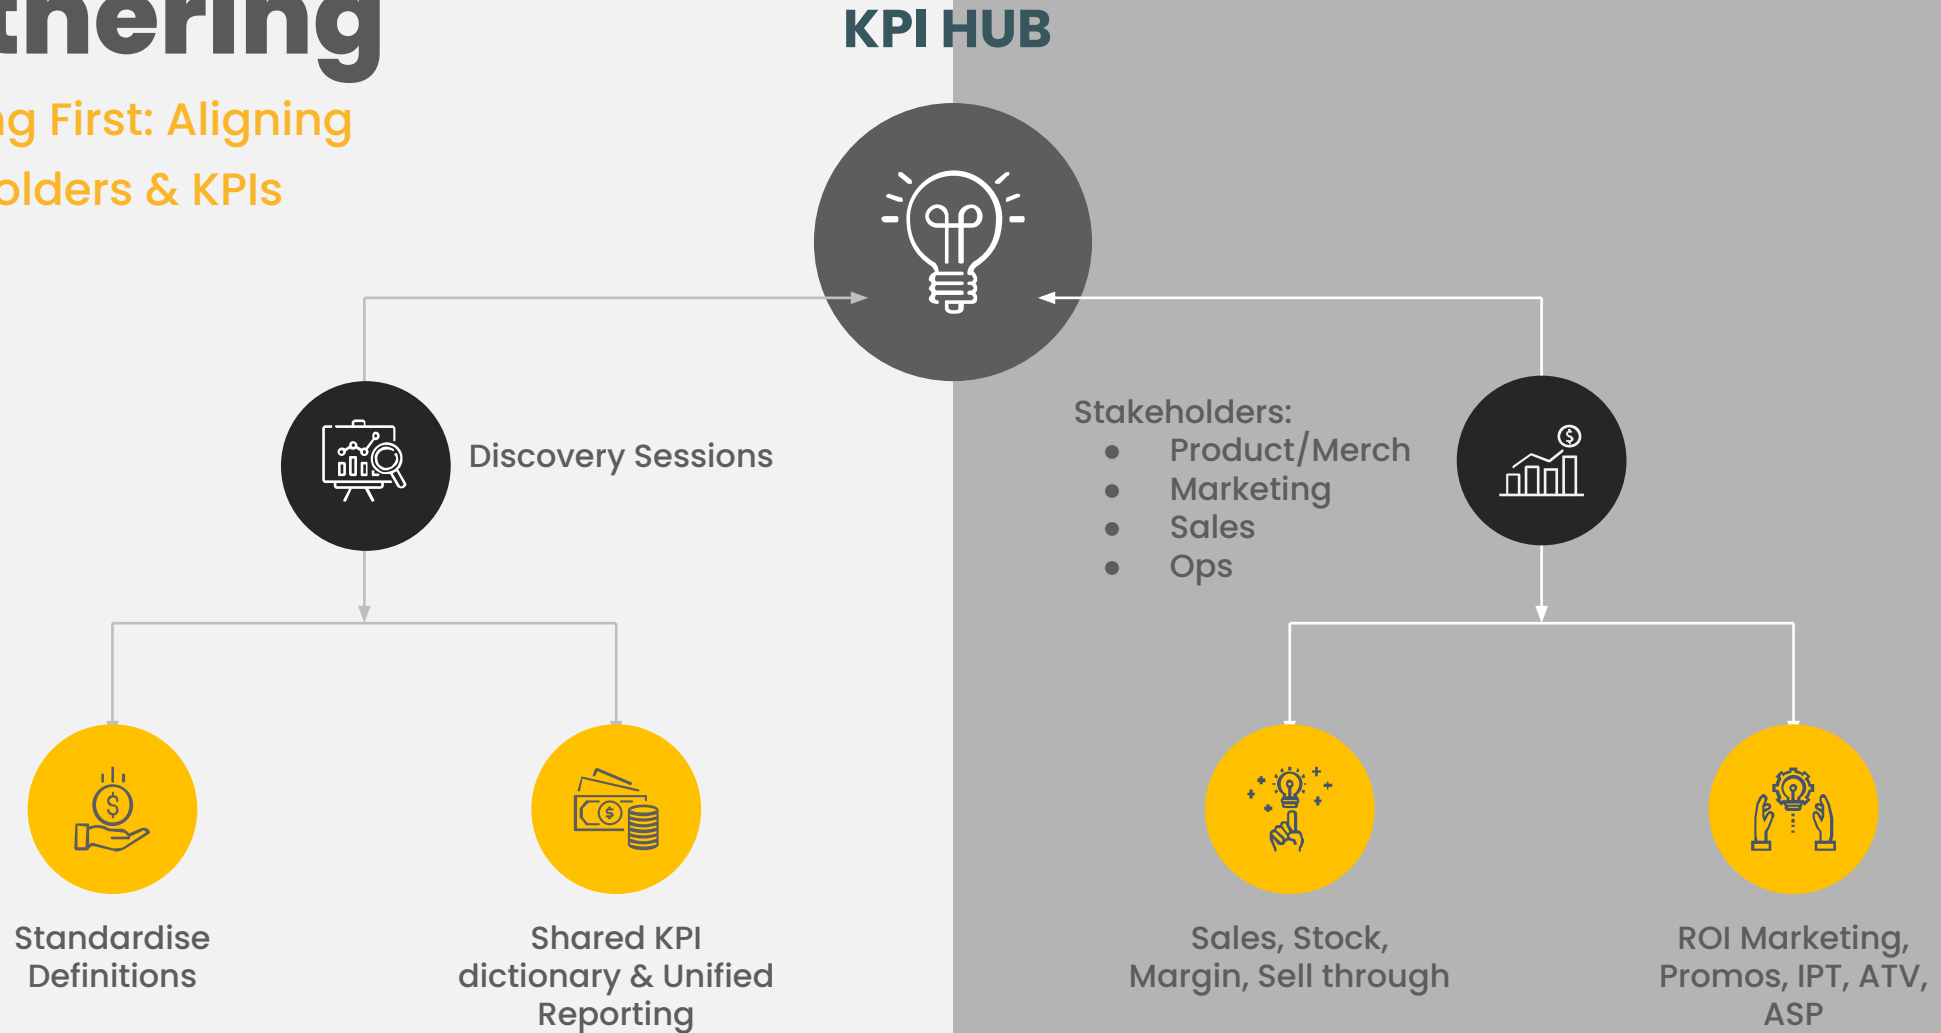 thering
KPI HUB
ng First: Aligning
olders & KPIs
Discovery Sessions
Stakeholders:
● Product/Merch
● Marketing
● Sales
● Ops
Standardise
Definitions
Shared KPI
dictionary & Unified
Reporting
Sales, Stock,
Margin, Sell through
ROI Marketing,
Promos, IPT, ATV,
ASP